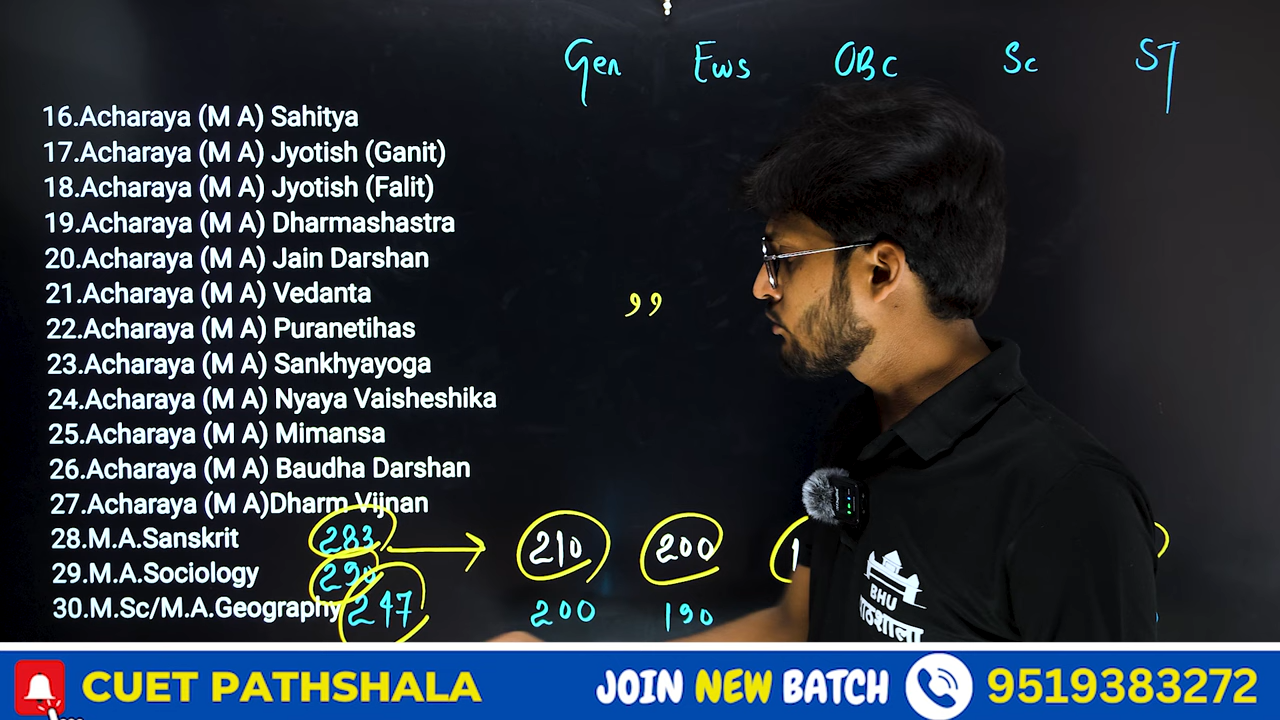 Gen Ews OBC Sc ST
16.Acharaya (M A) Sahitya
17.Acharaya (M A) Jyotish (Ganit)
18.Acharaya (M A) Jyotish (Falit)
19.Acharaya (M A) Dharmashastra
20.Acharaya (M A) Jain Darshan
21.Acharaya (M A) Vedanta
22.Acharaya (M A) Puranetihas
23.Acharaya (M A) Sankhyayoga
24.Acharaya (M A) Nyaya Vaisheshika
25.Acharaya (M A) Mimansa
26.Acharaya (M A) Baudha Darshan
27.Acharaya (M A)Dharm Vijnan
28.M.A.Sanskrit 283 → 210 200
29.M.A.Sociology 290
30.M.Sc/M.A.Geography 247 200 190
BHU
पाठशाला
CUET PATHSHALA JOIN NEW BATCH 9519383272